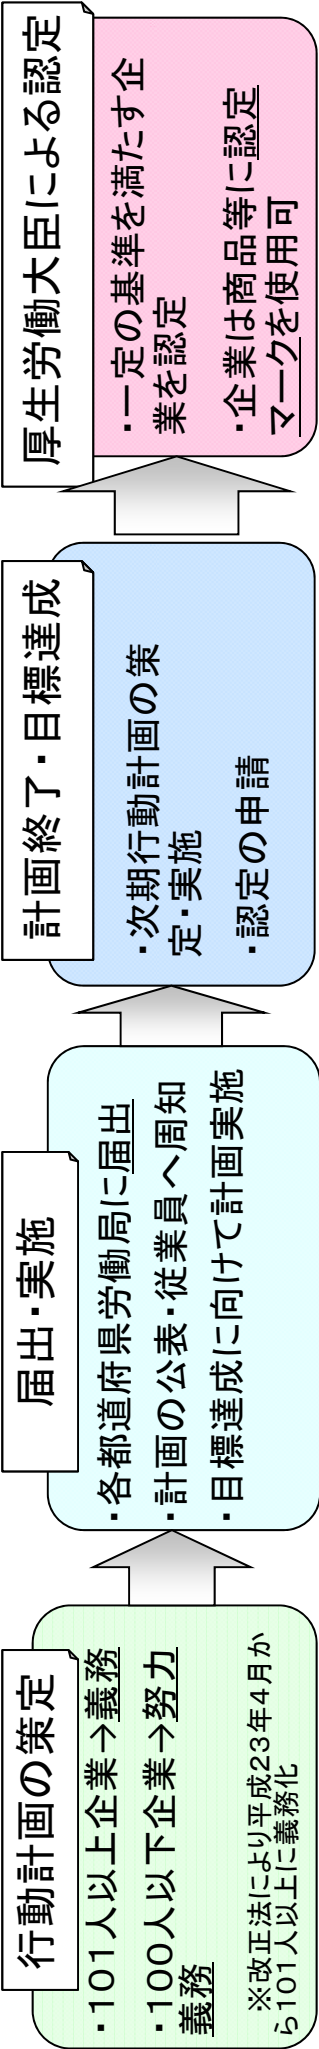 行動計画の策定
・101人以上企業→義務
・100人以下企業→努力
義務
※改正法により平成23年4月か
ら101人以上に義務化
届出・実施
・各都道府県労働局に届出
・計画の公表・従業員へ周知
・目標達成に向けて計画実施
計画終了・目標達成
・次期行動計画の策
定・実施
・認定の申請
厚生労働大臣による認定
・一定の基準を満たす企
業を認定
・企業は商品等に認定
マークを使用可